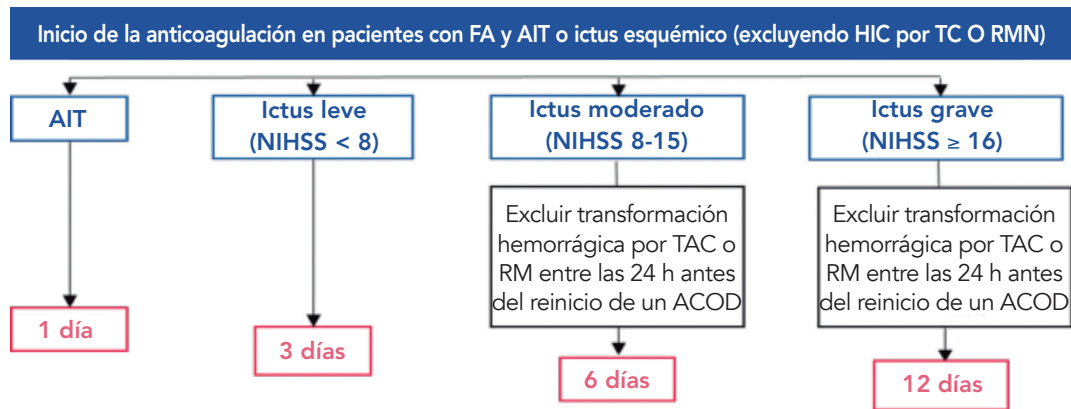 Inicio de la anticoagulación en pacientes con FA y AIT o ictus esquémico (excluyendo HIC por TC O RMN)
AIT
Ictus leve
(NIHSS < 8)
Ictus moderado
(NIHSS 8-15)
Ictus grave
(NIHSS ≥ 16)
Excluir transformación
hemorrágica por TAC o
RM entre las 24 h antes
del reinicio de un ACOD
Excluir transformación
hemorrágica por TAC o
RM entre las 24 h antes
del reinicio de un ACOD
1 día
3 días
6 días
12 días